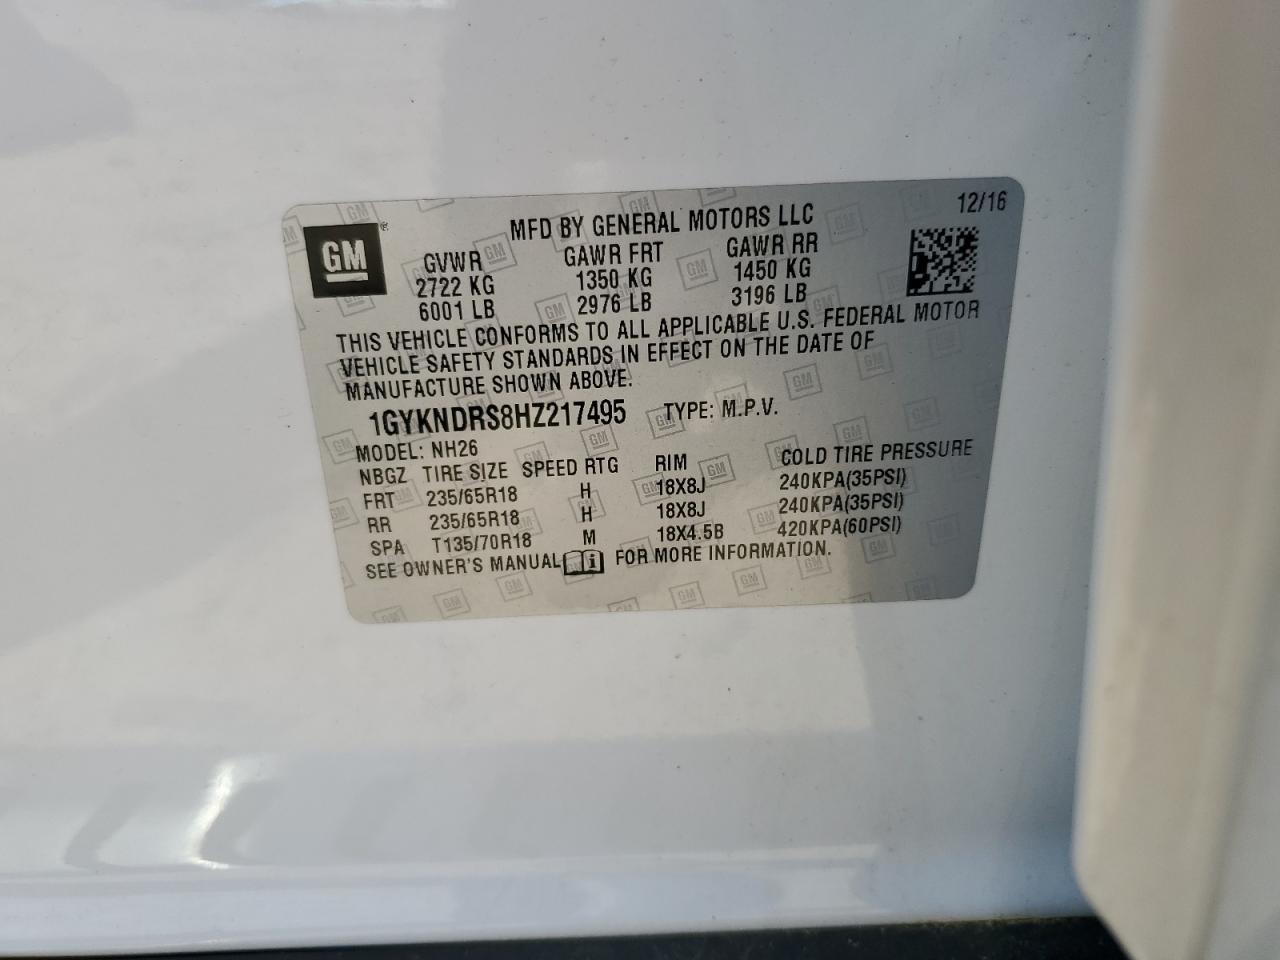 12/16
MFD BY GENERAL MOTORS LLC
GM ®
GVWR GAWR FRT GAWR RR
2722 KG 1350 KG 1450 KG
6001 LB 2976 LB 3196 LB
THIS VEHICLE CONFORMS TO ALL APPLICABLE U.S. FEDERAL MOTOR
VEHICLE SAFETY STANDARDS IN EFFECT ON THE DATE OF
MANUFACTURE SHOWN ABOVE.
1GYKNDRS8HZ217495 TYPE: M.P.V.
MODEL: NH26
NBGZ TIRE SIZE SPEED RTG RIM COLD TIRE PRESSURE
FRT 235/65R18 H 18X8J 240KPA(35PSI)
RR 235/65R18 H 18X8J 240KPA(35PSI)
SPA T135/70R18 M 18X4.5B 420KPA(60PSI)
SEE OWNER'S MANUAL i FOR MORE INFORMATION.